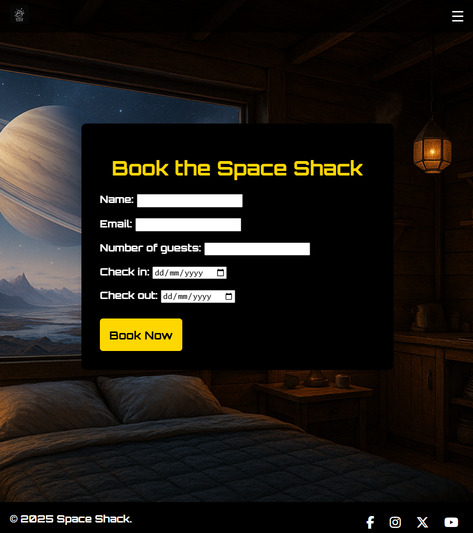 Book the Space Shack
Name:
Email:
Number of guests:
Check in: dd/mm/yyyy
Check out: dd/mm/yyyy
Book Now
© 2025 Space Shack.